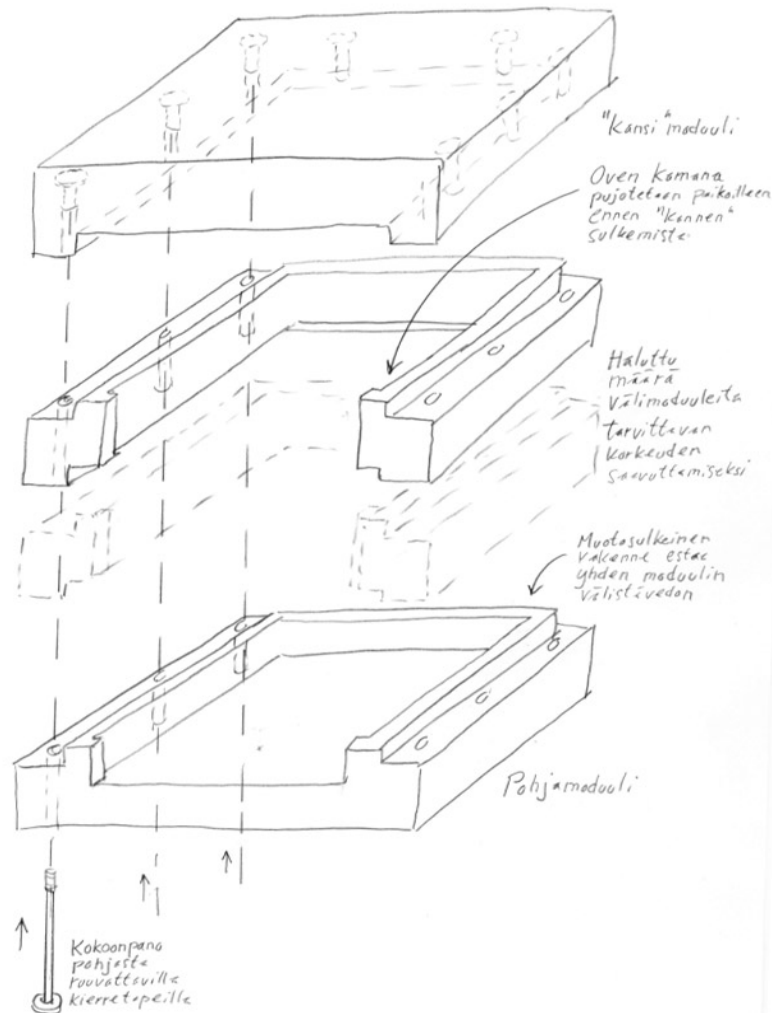 "Kansi" moduuli
Oven kamana
pujotetaan paikoilleen
ennen "kannen"
sulkemista
Haluttu
määrä
välimoduuleita
tarvittavan
korkeuden
saavuttamiseksi
Muotosulkeinen
rakenne estää
yhden moduulin
välistävedon
Pohjamoduuli
Kokoonpano
pohjasta
ruuvattavilla
kierretapeilla